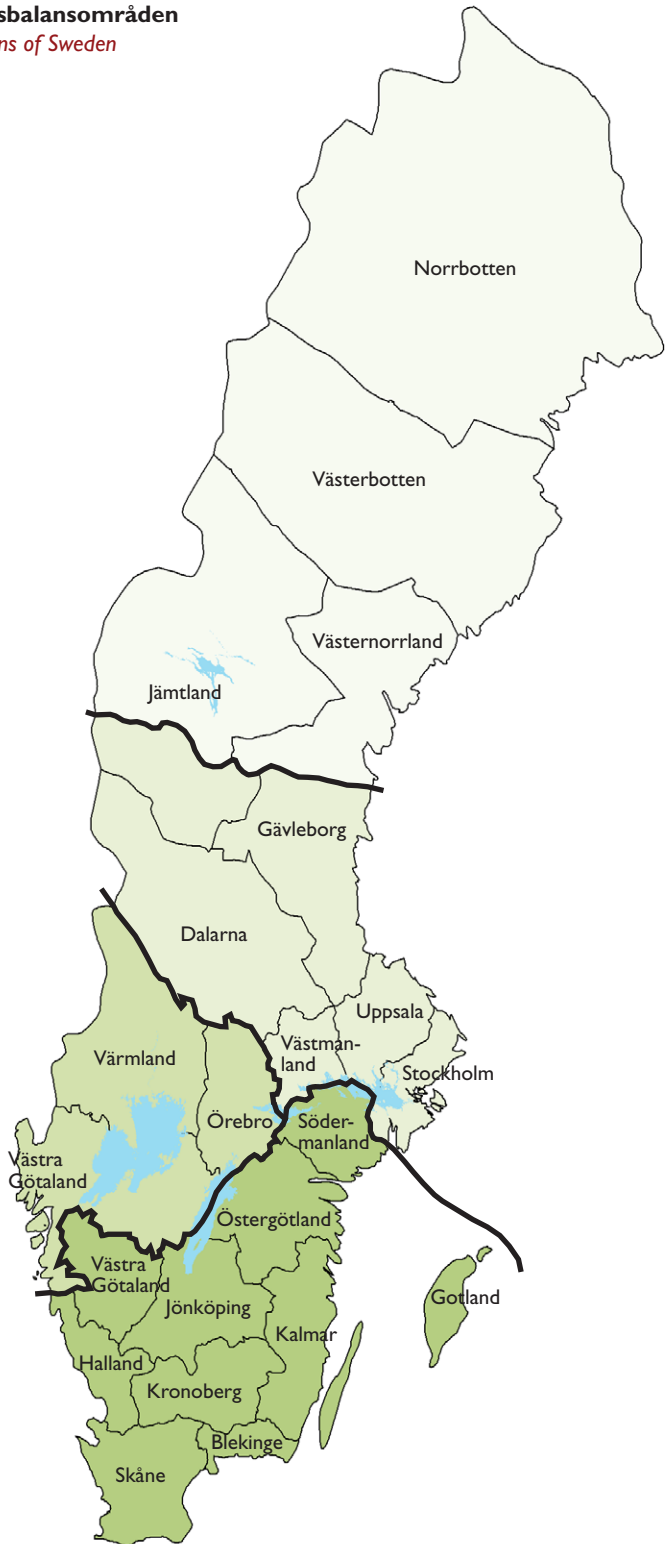 sbalansområden
ns of Sweden
Norrbotten
Västerbotten
Västernorrland
Jämtland
Gävleborg
Dalarna
Uppsala
Västman-
land
Värmland
Stockholm
Örebro
Söder-
manland
Västra
Götaland
Östergötland
Västra
Götaland
Gotland
Jönköping
Kalmar
Halland
Kronoberg
Blekinge
Skåne